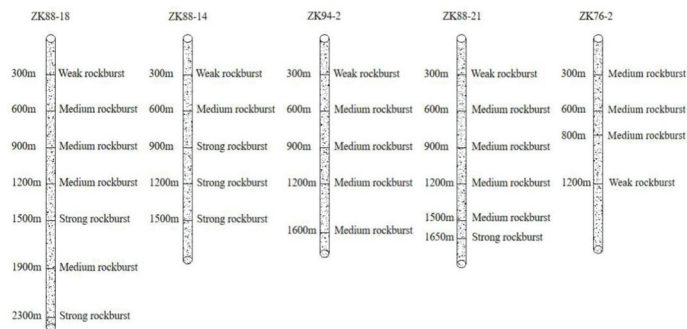 ZK88-18 ZK88-14 ZK94-2 ZK88-21 ZK76-2
300m Weak rockburst 300m Weak rockburst 300m Weak rockburst 300m Weak rockburst 300m Medium rockburst
600m Medium rockburst 600m Medium rockburst 600m Medium rockburst 600m Medium rockburst 600m Medium rockburst
800m Medium rockburst
900m Medium rockburst 900m Strong rockburst 900m Medium rockburst 900m Medium rockburst
1200m Medium rockburst 1200m Strong rockburst 1200m Medium rockburst 1200m Medium rockburst 1200m Weak rockburst
1500m Strong rockburst 1500m Strong rockburst 1500m Medium rockburst
1600m Medium rockburst
1650m Strong rockburst
1900m Medium rockburst
2300m Strong rockburst